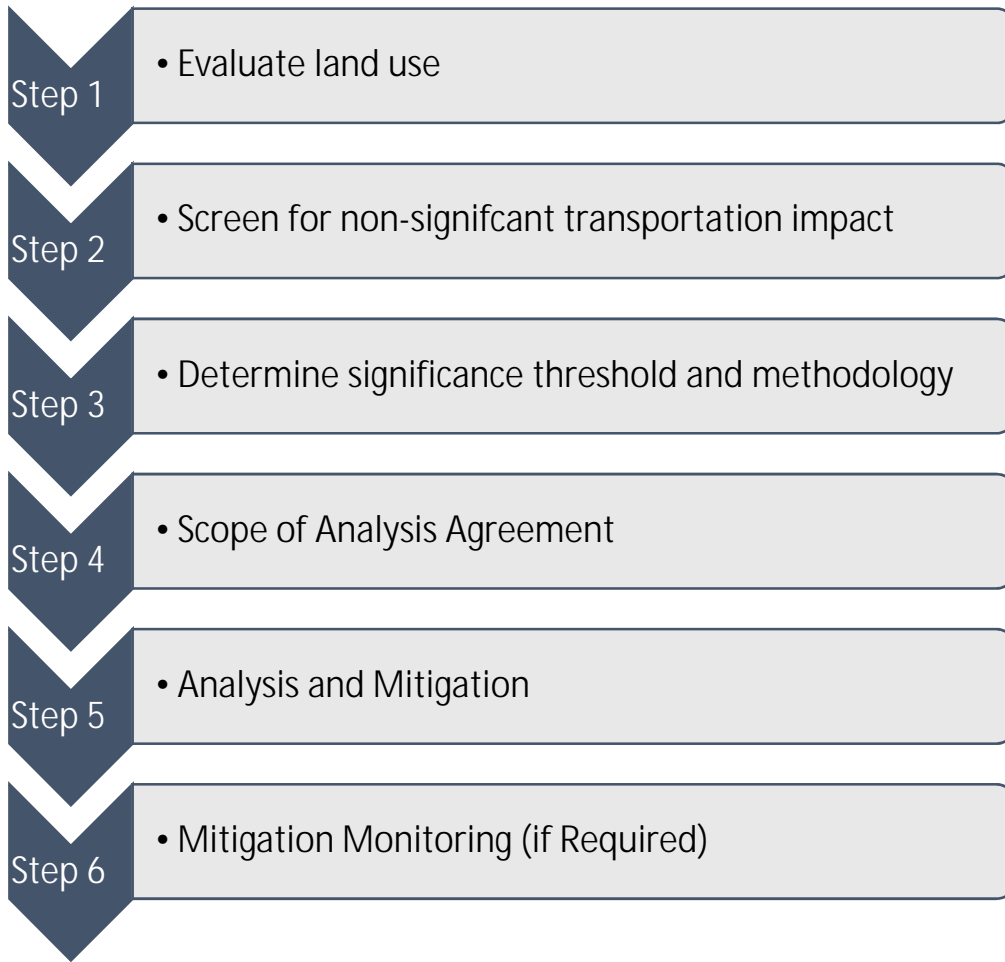 Step 1
• Evaluate land use
Step 2
• Screen for non-signifcant transportation impact
Step 3
• Determine significance threshold and methodology
Step 4
• Scope of Analysis Agreement
Step 5
• Analysis and Mitigation
Step 6
• Mitigation Monitoring (if Required)